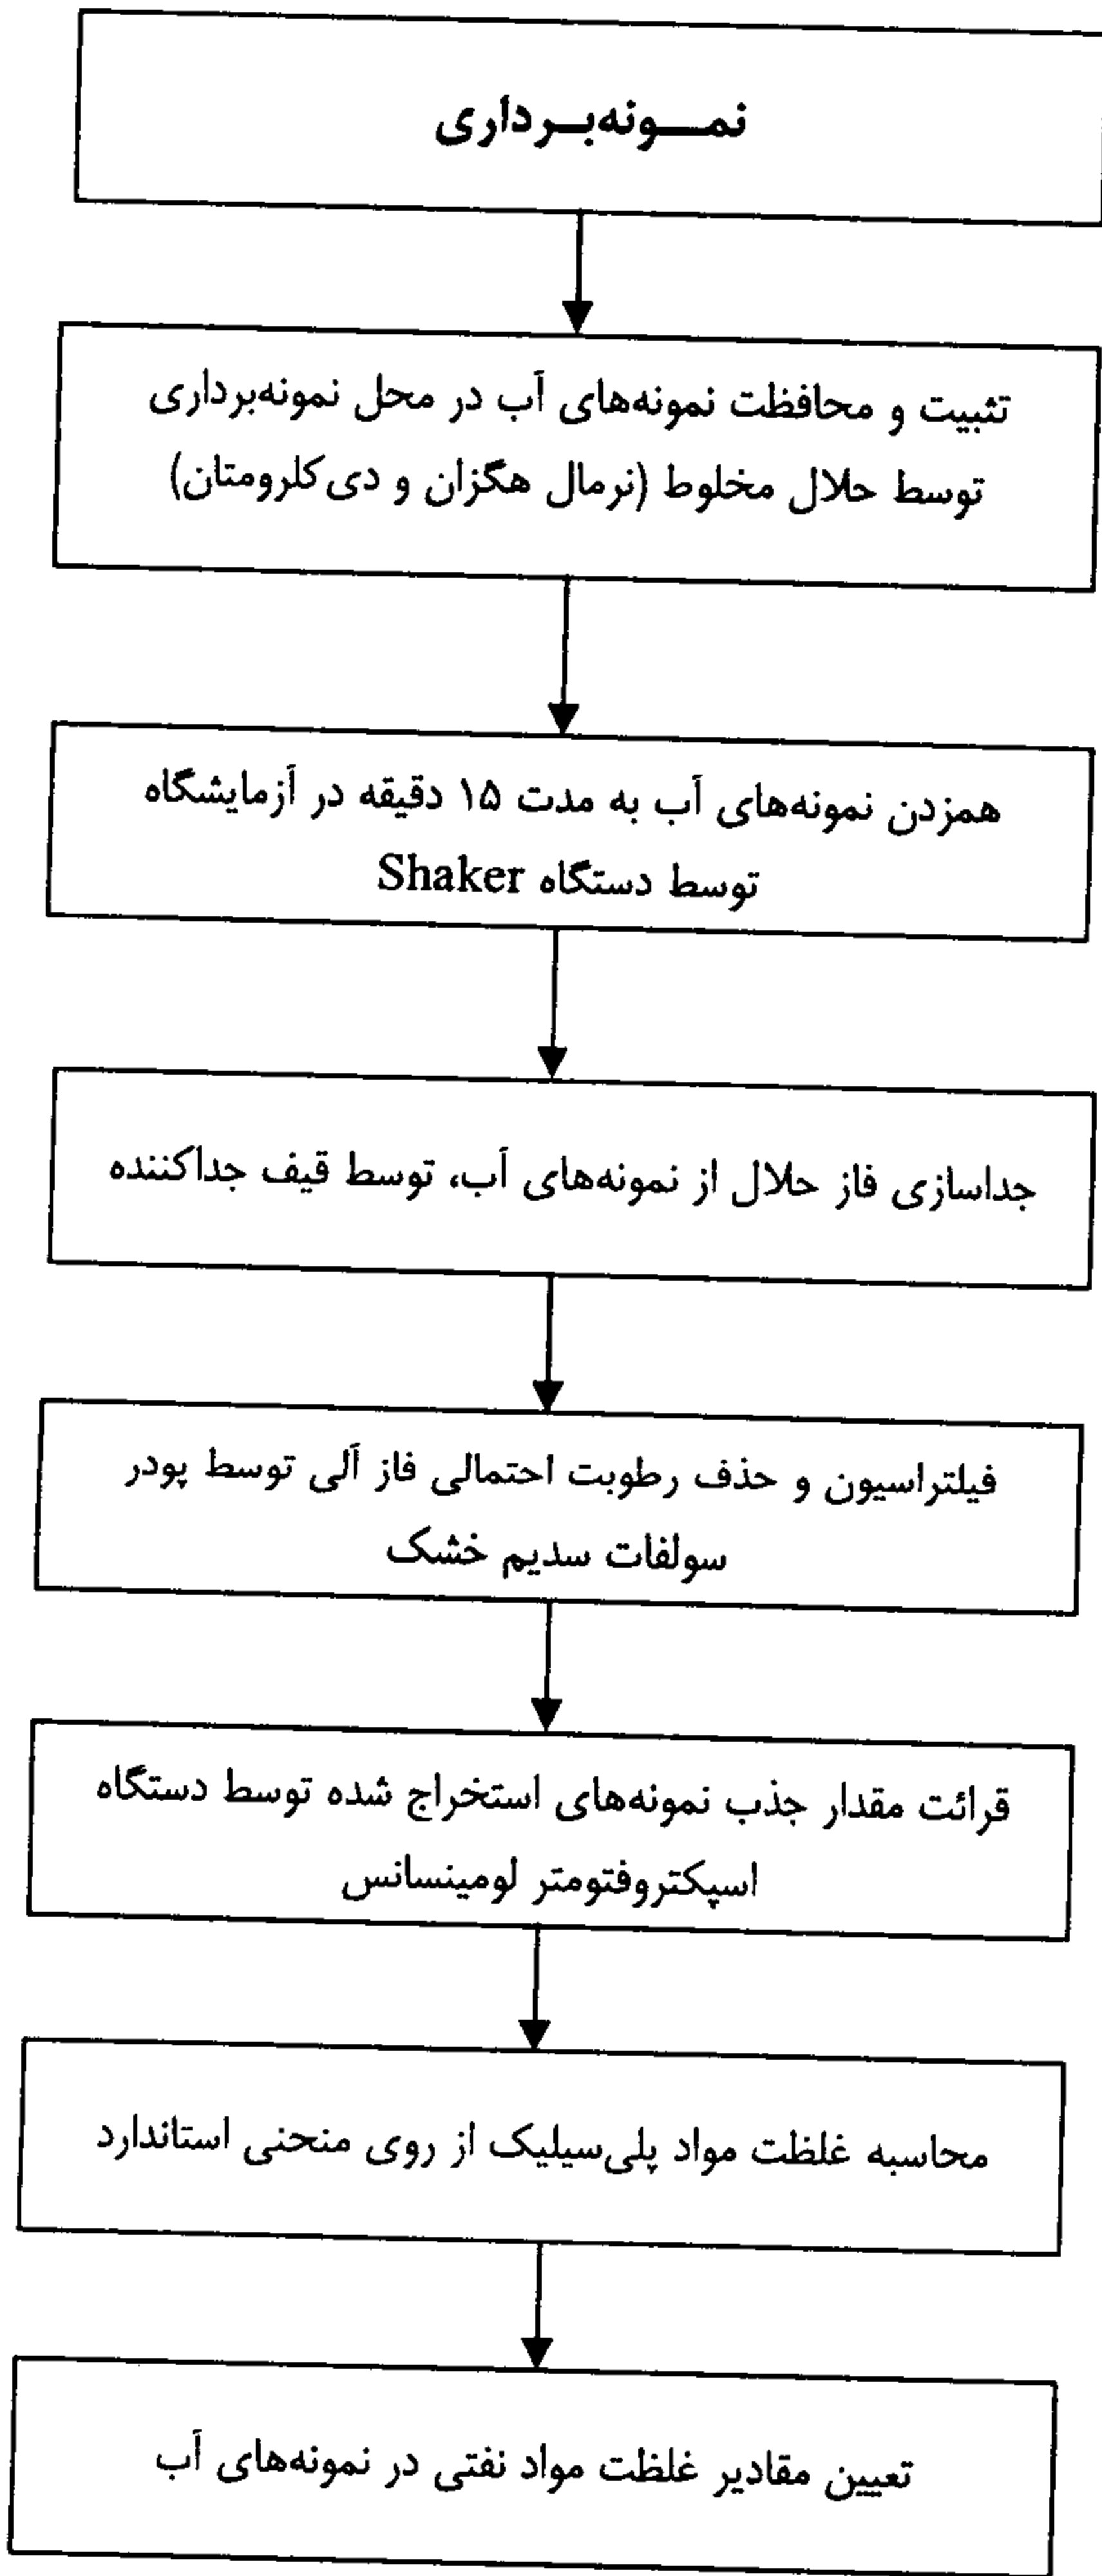 نمونه‌برداری
تثبیت و محافظت نمونه‌های آب در محل نمونه‌برداری
توسط حلال مخلوط (نرمال هگزان و دی‌کلرومتان)
همزدن نمونه‌های آب به مدت ۱۵ دقیقه در آزمایشگاه
توسط دستگاه Shaker
جداسازی فاز حلال از نمونه‌های آب، توسط قیف جداکننده
فیلتراسیون و حذف رطوبت احتمالی فاز آلی توسط پودر
سولفات سدیم خشک
قرائت مقدار جذب نمونه‌های استخراج شده توسط دستگاه
اسپکتروفتومتر لومینسانس
محاسبه غلظت مواد پلی‌سیلیک از روی منحنی استاندارد
تعیین مقادیر غلظت مواد نفتی در نمونه‌های آب